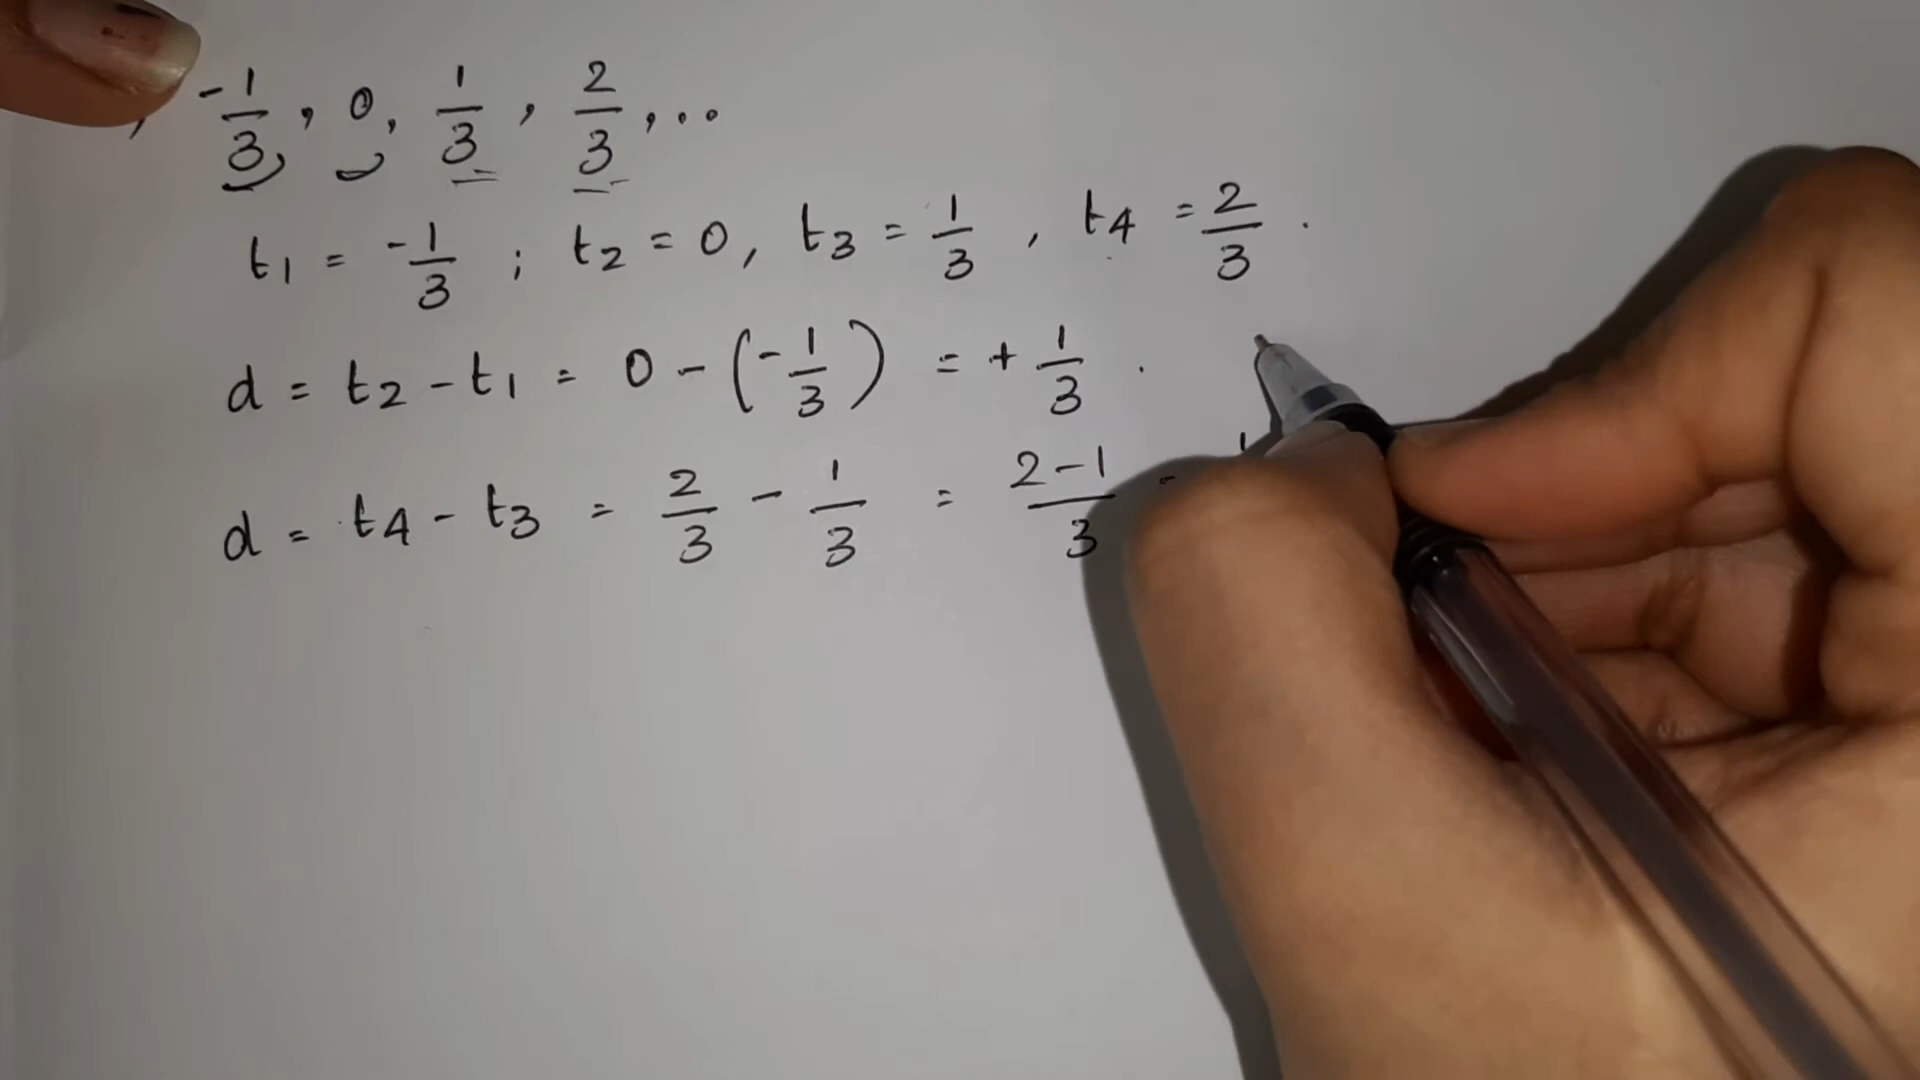 -1/3, 0, 1/3, 2/3, ...
t1 = -1/3 ; t2 = 0, t3 = 1/3, t4 = 2/3.
d = t2 - t1 = 0 - (-1/3) = + 1/3.
d = t4 - t3 = 2/3 - 1/3 = 2-1/3